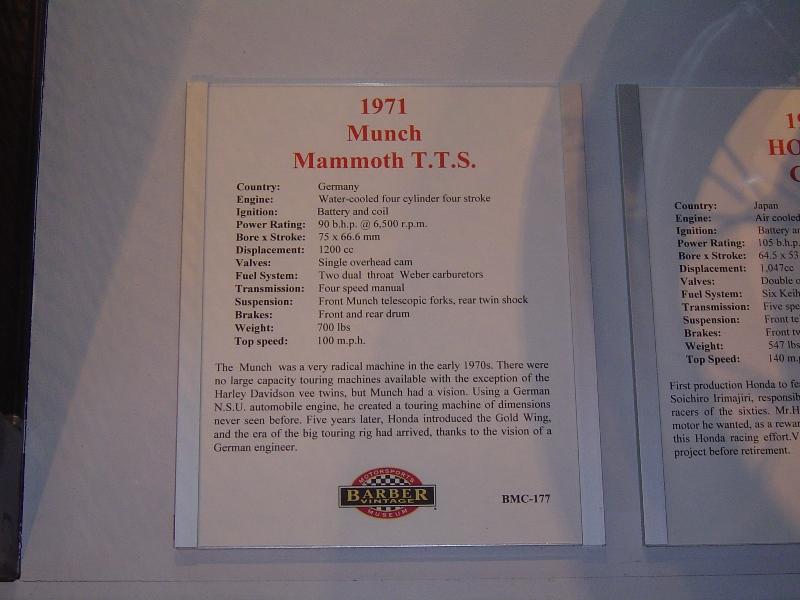 1971
Munch
Mammoth T.T.S.
Country: Germany
Engine: Water-cooled four cylinder four stroke
Ignition: Battery and coil
Power Rating: 90 b.h.p. @ 6,500 r.p.m.
Bore x Stroke: 75 x 66.6 mm
Displacement: 1200 cc
Valves: Single overhead cam
Fuel System: Two dual throat Weber carburetors
Transmission: Four speed manual
Suspension: Front Munch telescopic forks, rear twin shock
Brakes: Front and rear drum
Weight: 700 lbs
Top speed: 100 m.p.h.
The Munch was a very radical machine in the early 1970s. There were
no large capacity touring machines available with the exception of the
Harley Davidson vee twins, but Munch had a vision. Using a German
N.S.U. automobile engine, he created a touring machine of dimensions
never seen before. Five years later, Honda introduced the Gold Wing,
and the era of the big touring rig had arrived, thanks to the vision of a
German engineer.
MOTORSPORTS
BARBER
VINTAGE
MUSEUM
BMC-177
Country: Japan
Engine: Air cooled
Ignition: Battery
Power Rating: 105 b.h.p.
Bore x Stroke: 64.5 x 53
Displacement: 1,047cc
Valves: Double
Fuel System: Six
Transmission: Five
Suspension: Front
Brakes: Front
Weight: 547 lbs
Top Speed: 140
First production Honda to
Soichiro Irimajiri,
racers of the sixties.
motor he wanted, as a
this Honda racing effort.
project before retirement.